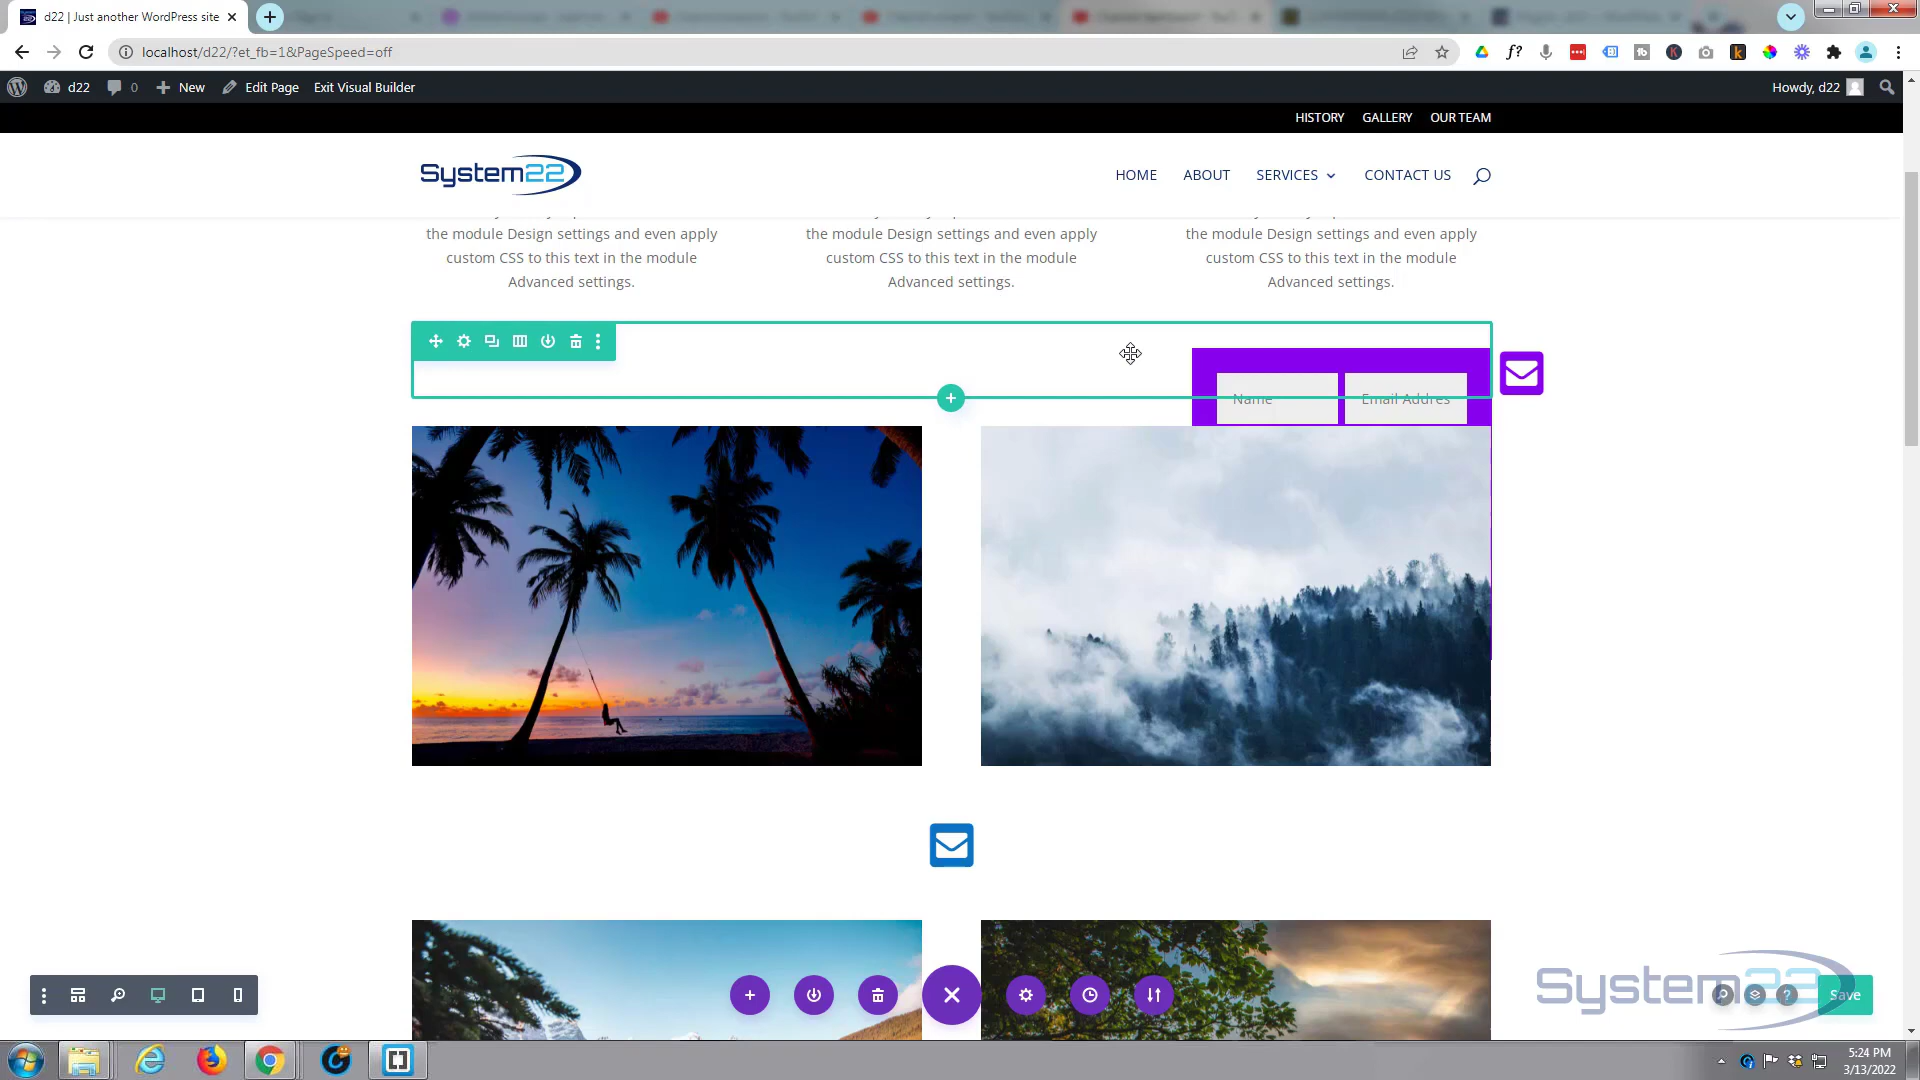 d22 | Just another WordPress site
localhost/d22/?et_fb=1&PageSpeed=off
d22 0 New Edit Page Exit Visual Builder Howdy, d22
HISTORY GALLERY OUR TEAM
System22
HOME ABOUT SERVICES CONTACT US
the module Design settings and even apply
custom CSS to this text in the module
Advanced settings.
the module Design settings and even apply
custom CSS to this text in the module
Advanced settings.
the module Design settings and even apply
custom CSS to this text in the module
Advanced settings.
Name
Email Addres
System22
Save
5:24 PM
3/13/2022